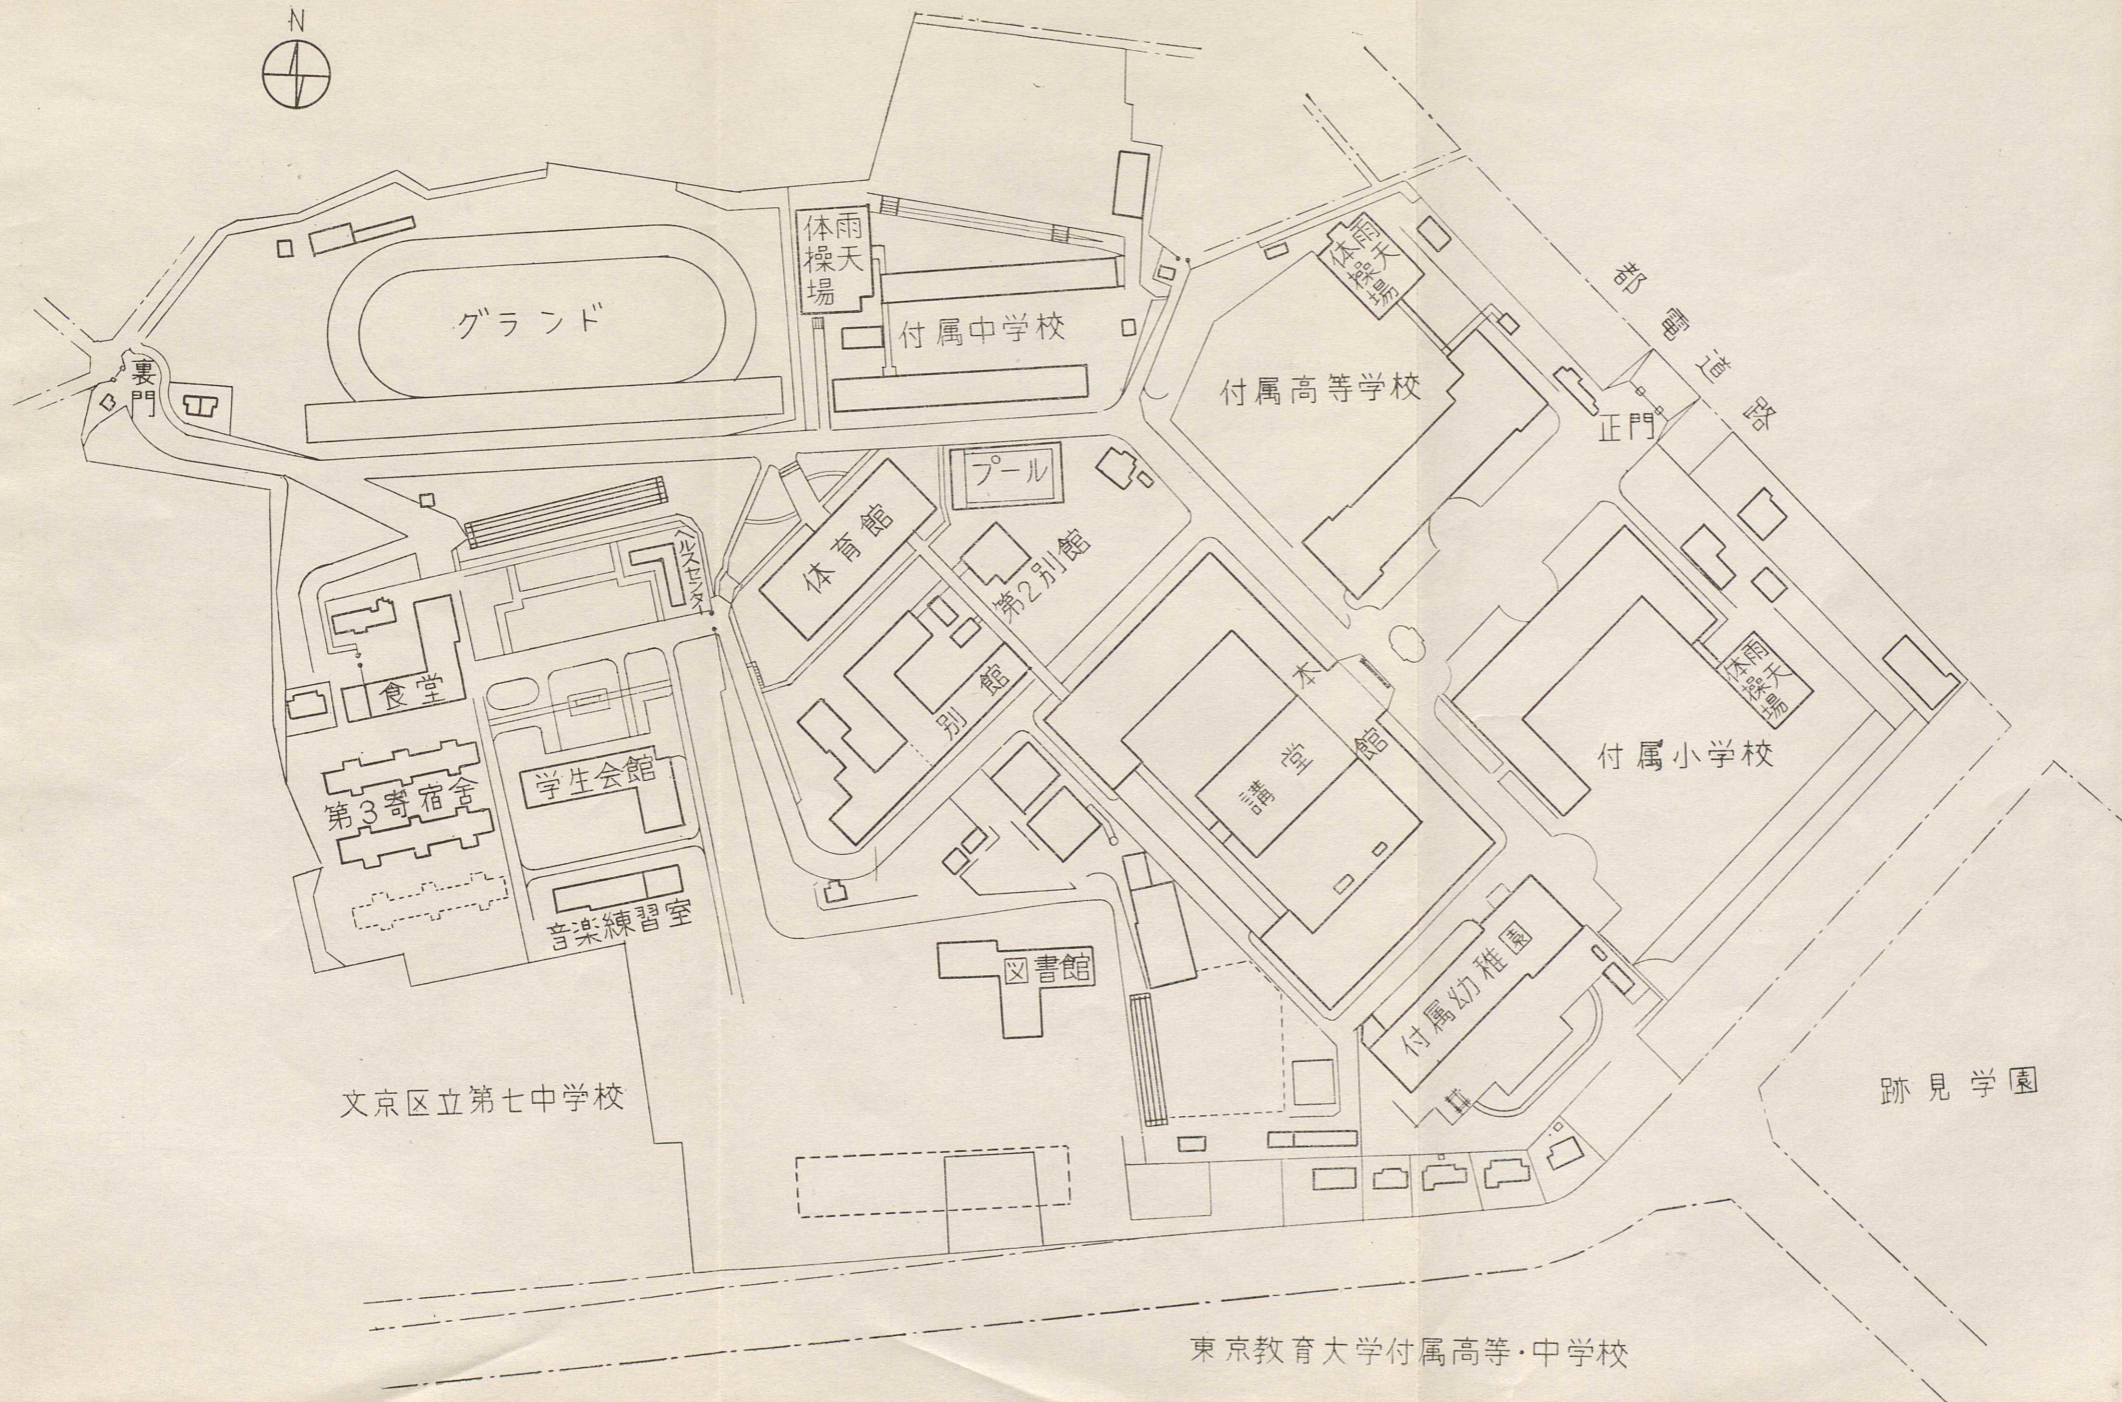 N
雨天
体操場
雨天
体操場
都電道路
グランド
付属中学校
付属高等学校
裏門
正門
プール
体育館
ヘルスセンター
第2別館
雨天
体操場
食堂
別館
本館
講堂
付属小学校
学生会館
第3寄宿舎
音楽練習室
図書館
付属幼稚園
文京区立第七中学校
跡見学園
東京教育大学付属高等・中学校